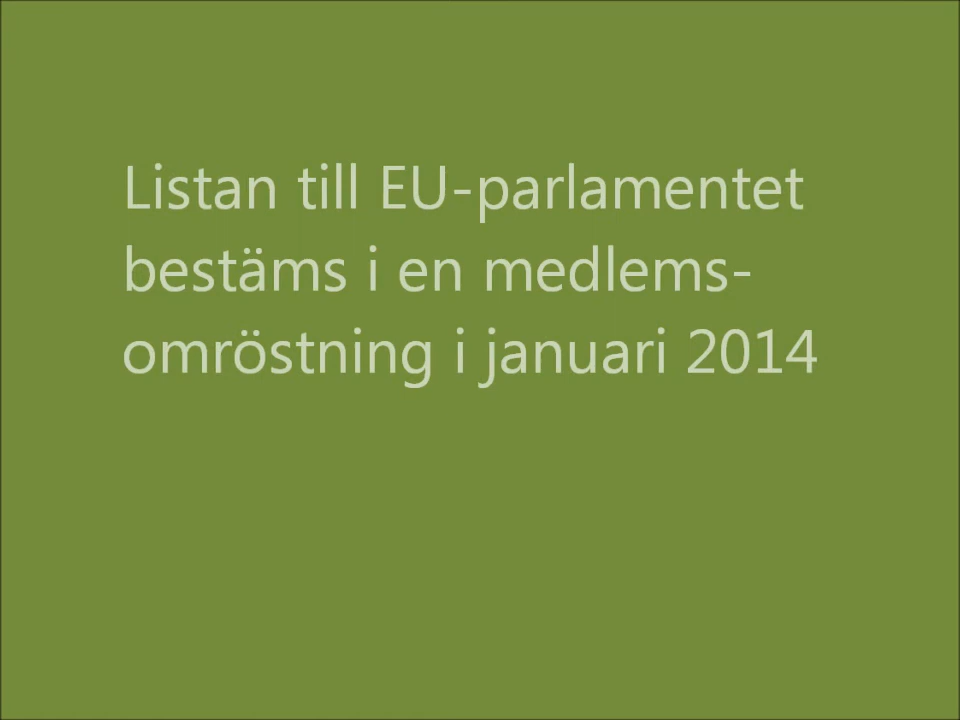 Listan till EU-parlamentet
bestäms i en medlems-
omröstning i januari 2014